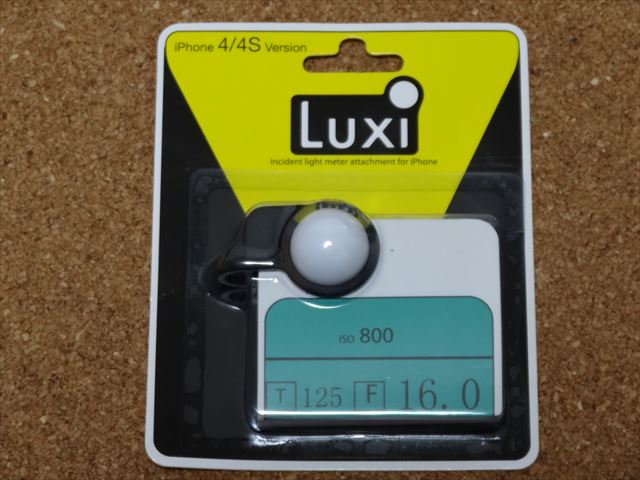 iPhone 4/4S Version
Luxi
Incident light meter attachment for iPhone
ISO 800
T 125 F 16.0